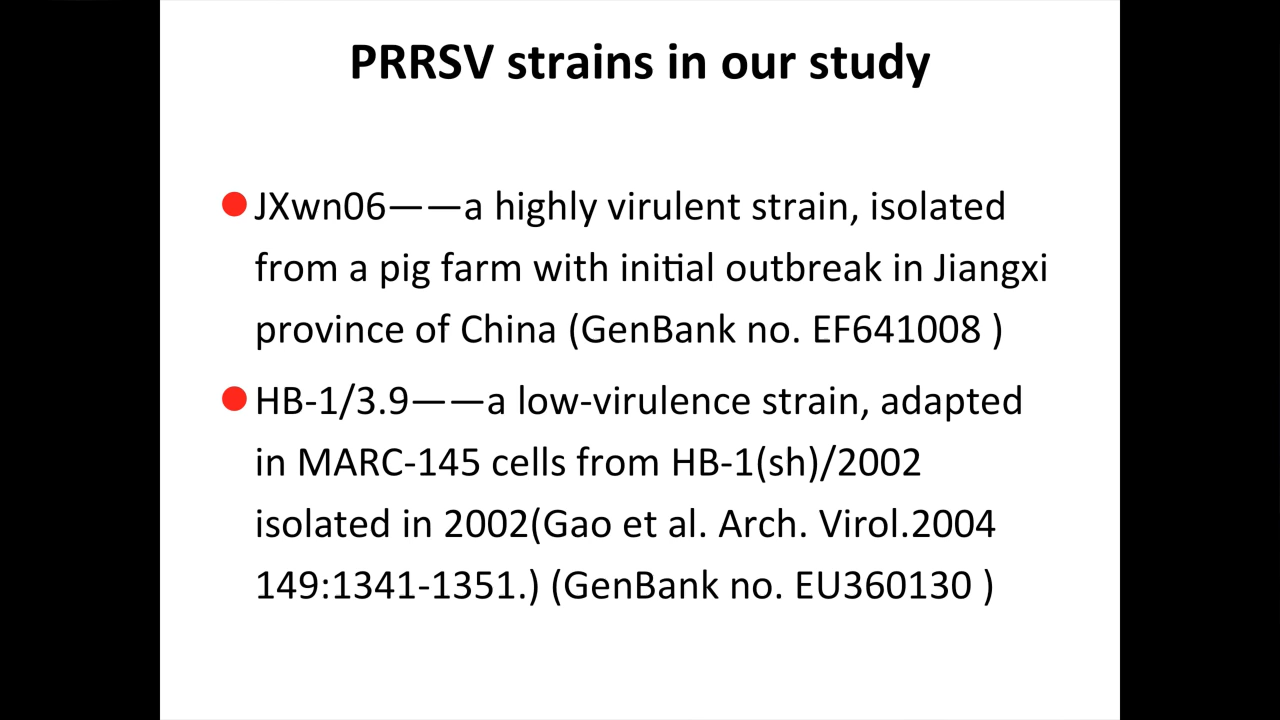 PRRSV strains in our study
●JXwn06——a highly virulent strain, isolated
from a pig farm with initial outbreak in Jiangxi
province of China (GenBank no. EF641008 )
●HB-1/3.9——a low-virulence strain, adapted
in MARC-145 cells from HB-1(sh)/2002
isolated in 2002(Gao et al. Arch. Virol.2004
149:1341-1351.) (GenBank no. EU360130 )